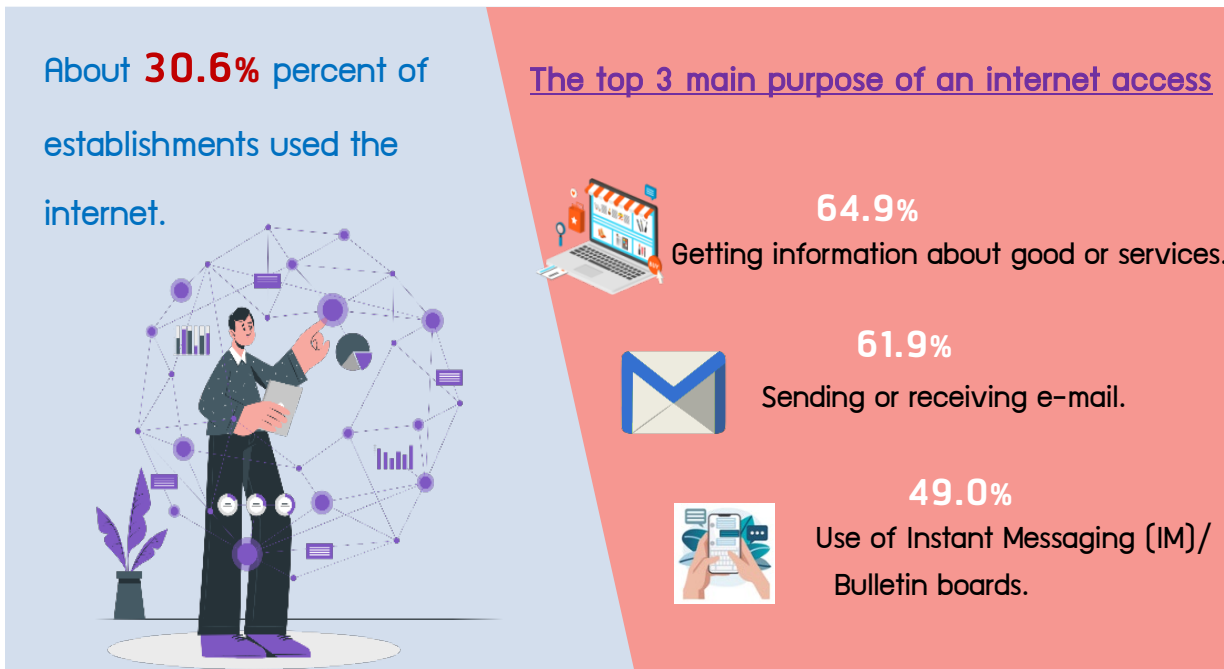 About 30.6% percent of
establishments used the
internet.
The top 3 main purpose of an internet access
64.9%
Getting information about good or services.
61.9%
Sending or receiving e-mail.
49.0%
Use of Instant Messaging (IM)/
Bulletin boards.